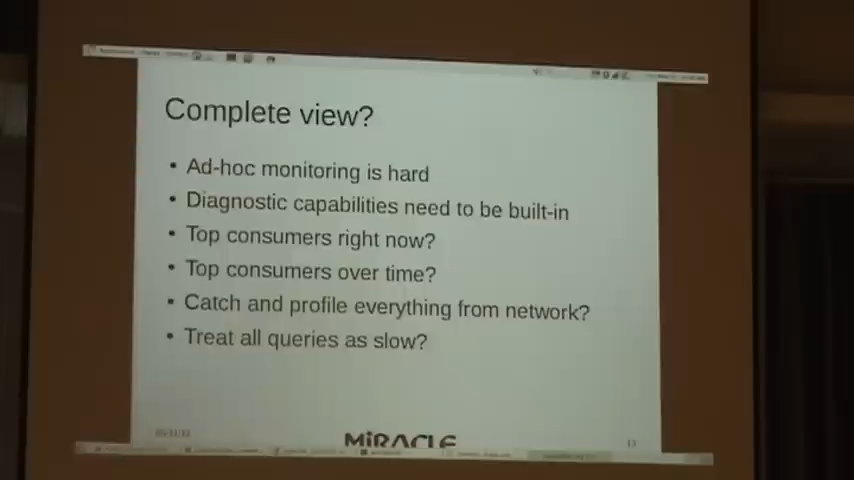 Complete view?
• Ad-hoc monitoring is hard
• Diagnostic capabilities need to be built-in
• Top consumers right now?
• Top consumers over time?
• Catch and profile everything from network?
• Treat all queries as slow?
MIRACLE
13